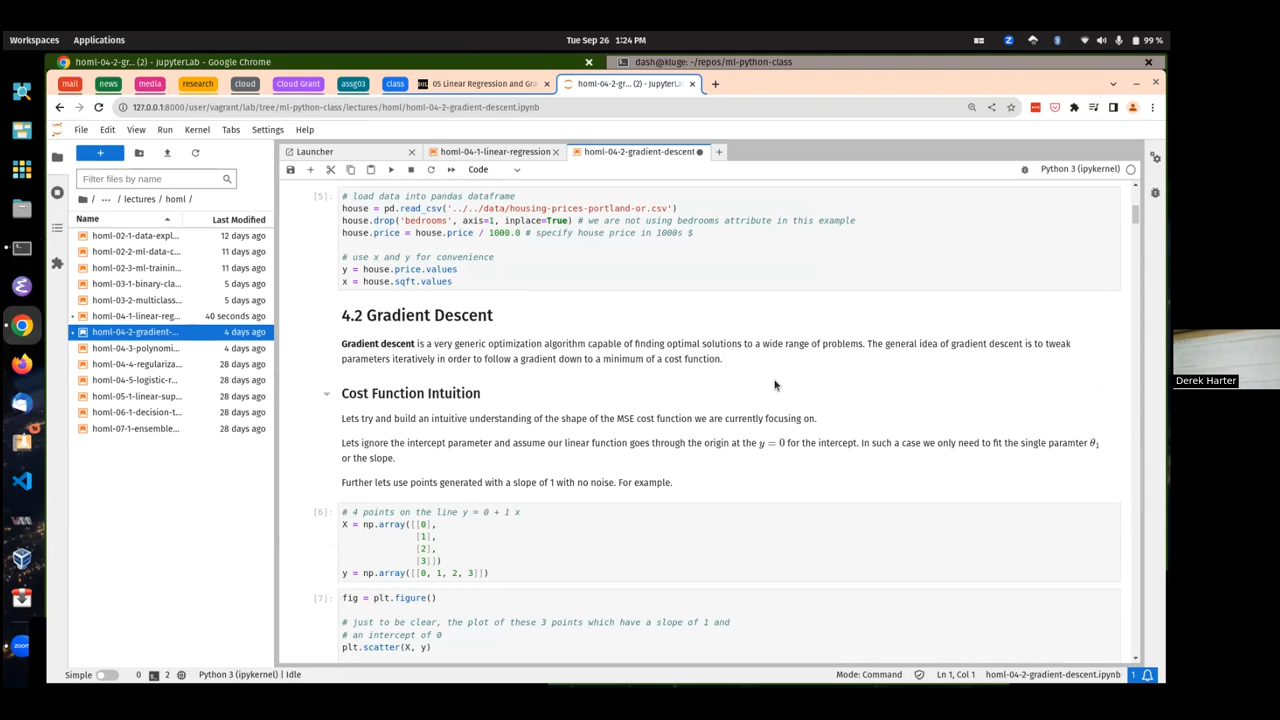 Workspaces Applications Tue Sep 26 1:24 PM 99 %
homl-04-2-gr... (2) - JupyterLab - Google Chrome dash@kluge: ~/repos/ml-python-class
mail news media research cloud Cloud Grant assg03 class 05 Linear Regression and Gra homl-04-2-gr... (2) - JupyterLa
127.0.0.1:8000/user/vagrant/lab/tree/ml-python-class/lectures/homl/homl-04-2-gradient-descent.ipynb
File Edit View Run Kernel Tabs Settings Help
Launcher homl-04-1-linear-regression homl-04-2-gradient-descent
Code Python 3 (ipykernel)
Filter files by name
/ ... / lectures / homl /
Name Last Modified
homl-02-1-data-expl... 12 days ago
homl-02-2-ml-data-c... 11 days ago
homl-02-3-ml-trainin... 11 days ago
homl-03-1-binary-cla... 5 days ago
homl-03-2-multiclass... 5 days ago
homl-04-1-linear-reg... 40 seconds ago
homl-04-2-gradient-... 4 days ago
homl-04-3-polynomi... 4 days ago
homl-04-4-regulariza... 28 days ago
homl-04-5-logistic-r... 28 days ago
homl-05-1-linear-sup... 28 days ago
homl-06-1-decision-t... 28 days ago
homl-07-1-ensemble... 28 days ago
[5]: # load data into pandas dataframe
house = pd.read_csv('../../data/housing-prices-portland-or.csv')
house.drop('bedrooms', axis=1, inplace=True) # we are not using bedrooms attribute in this example
house.price = house.price / 1000.0 # specify house price in 1000s $
# use x and y for convenience
y = house.price.values
x = house.sqft.values
4.2 Gradient Descent
Gradient descent is a very generic optimization algorithm capable of finding optimal solutions to a wide range of problems. The general idea of gradient descent is to tweak
parameters iteratively in order to follow a gradient down to a minimum of a cost function.
Cost Function Intuition
Lets try and build an intuitive understanding of the shape of the MSE cost function we are currently focusing on.
Lets ignore the intercept parameter and assume our linear function goes through the origin at the y = 0 for the intercept. In such a case we only need to fit the single paramter θ₁
or the slope.
Further lets use points generated with a slope of 1 with no noise. For example.
[6]: # 4 points on the line y = 0 + 1 x
X = np.array([[0],
[1],
[2],
[3]])
y = np.array([[0, 1, 2, 3]])
[7]: fig = plt.figure()
# just to be clear, the plot of these 3 points which have a slope of 1 and
# an intercept of 0
plt.scatter(X, y)
Derek Harter
zoom
Simple 0 2 Python 3 (ipykernel) | Idle Mode: Command Ln 1, Col 1 homl-04-2-gradient-descent.ipynb 1